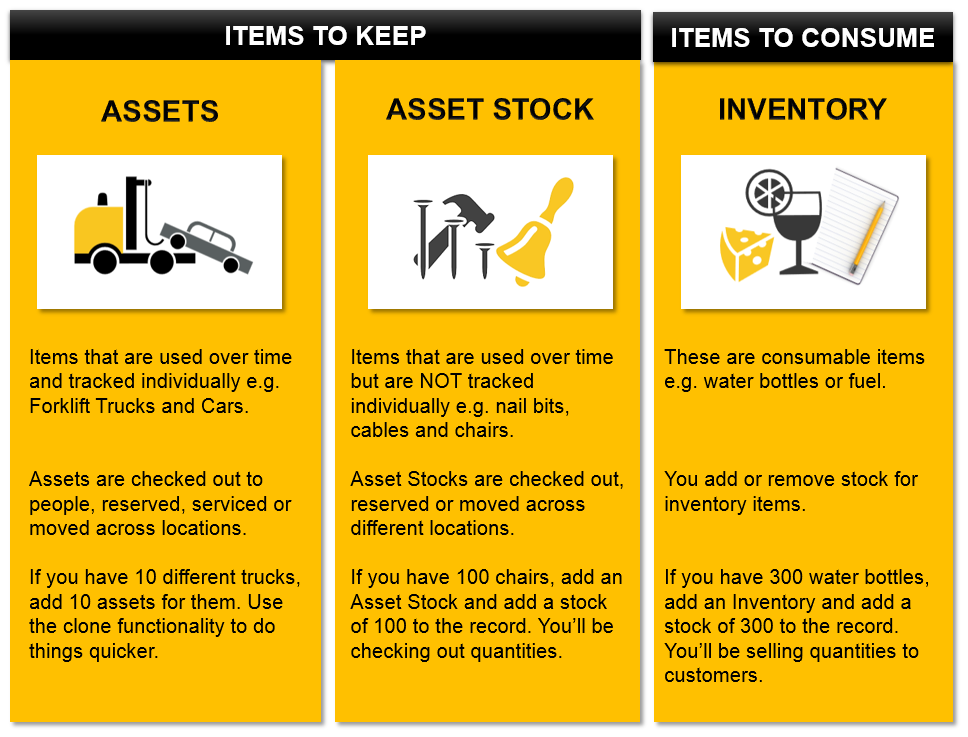 ITEMS TO KEEP
ITEMS TO CONSUME
ASSETS
Items that are used over time
and tracked individually e.g.
Forklift Trucks and Cars.
Assets are checked out to
people, reserved, serviced or
moved across locations.
If you have 10 different trucks,
add 10 assets for them. Use
the clone functionality to do
things quicker.
ASSET STOCK
Items that are used over time
but are NOT tracked
individually e.g. nail bits,
cables and chairs.
Asset Stocks are checked out,
reserved or moved across
different locations.
If you have 100 chairs, add an
Asset Stock and add a stock
of 100 to the record. You’ll be
checking out quantities.
INVENTORY
These are consumable items
e.g. water bottles or fuel.
You add or remove stock for
inventory items.
If you have 300 water bottles,
add an Inventory and add a
stock of 300 to the record.
You’ll be selling quantities to
customers.